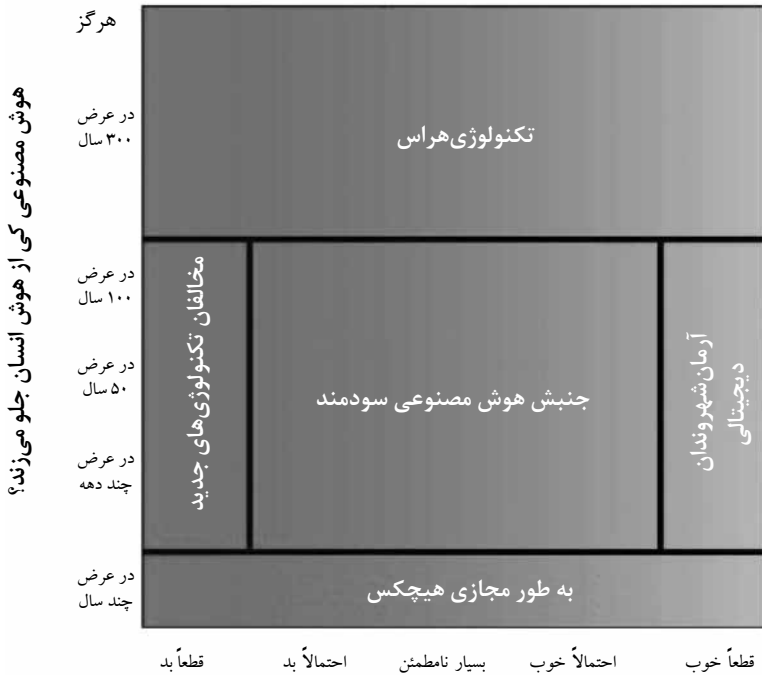 هوش مصنوعی کی از هوش انسان جلو می‌زند؟
هرگز
در عرض
۳۰۰ سال
در عرض
۱۰۰ سال
در عرض
۵۰ سال
در عرض
چند دهه
در عرض
چند سال
تکنولوژی‌هراس
مخالفان تکنولوژی‌های جدید
جنبش هوش مصنوعی سودمند
آرمان‌شهروندان
دیجیتالی
به طور مجازی هیچکس
قطعاً خوب
احتمالاً خوب
بسیار نامطمئن
احتمالاً بد
قطعاً بد